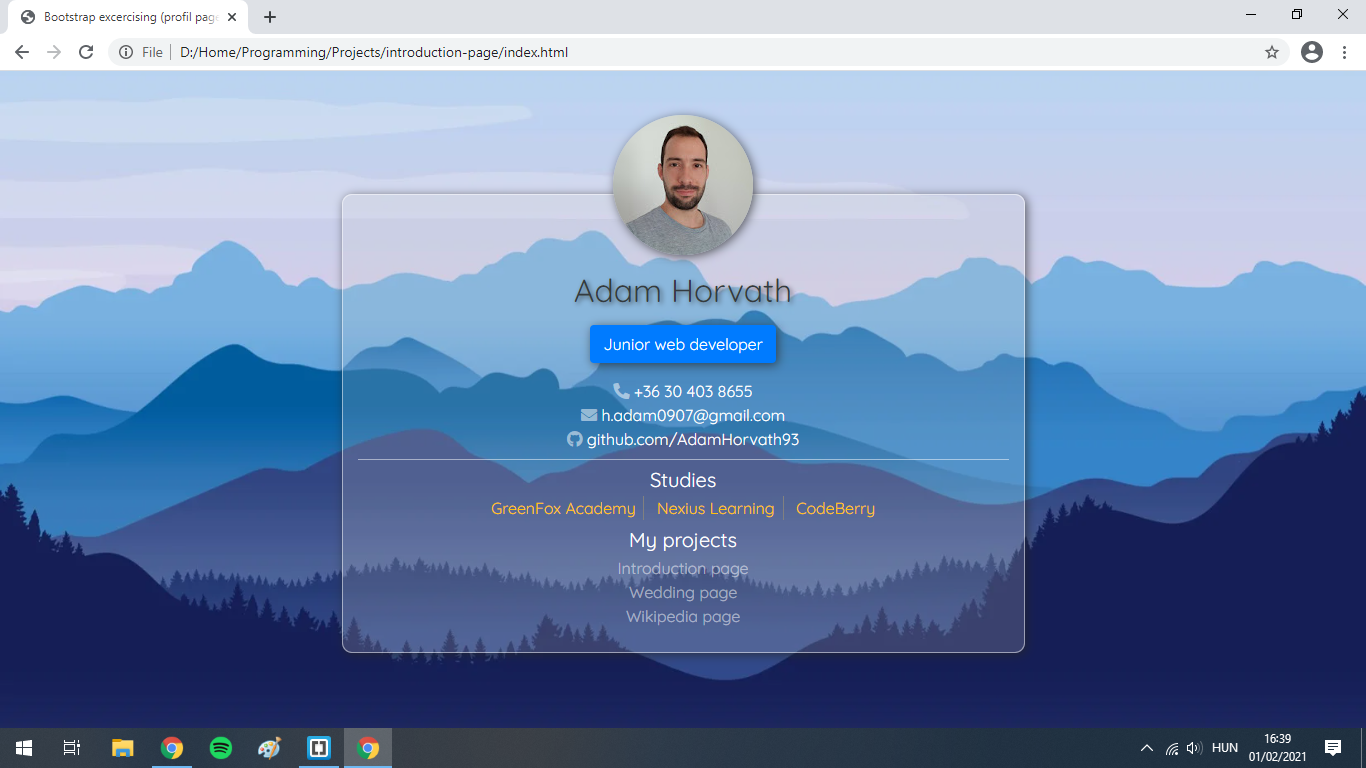 Bootstrap excercising (profil page
File
D:/Home/Programming/Projects/introduction-page/index.html
Adam Horvath
Junior web developer
+36 30 403 8655
h.adam0907@gmail.com
github.com/AdamHorvath93
Studies
GreenFox Academy Nexius Learning CodeBerry
My projects
Introduction page
Wedding page
Wikipedia page
HUN
16:39
01/02/2021